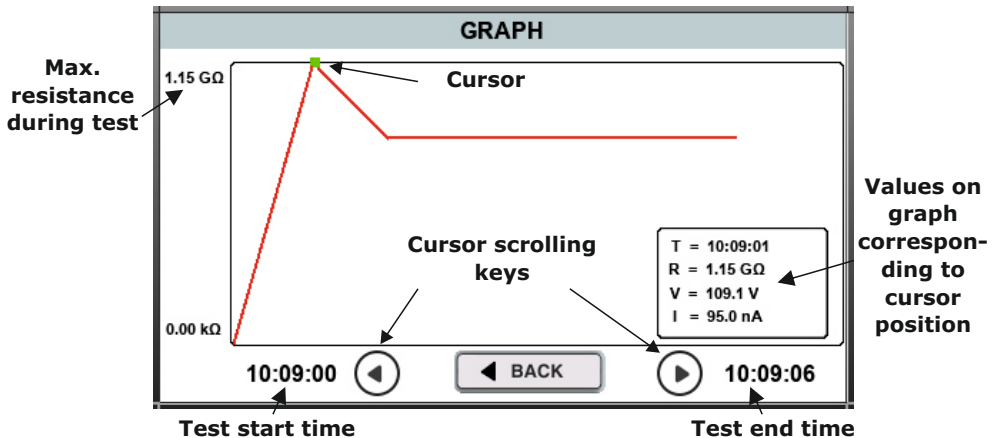 GRAPH
Max.
resistance
during test
1.15 GΩ
Cursor
Cursor scrolling
keys
T = 10:09:01
R = 1.15 GΩ
V = 109.1 V
I = 95.0 nA
Values on
graph
correspon-
ding to
cursor
position
0.00 kΩ
10:09:00
BACK
10:09:06
Test start time
Test end time